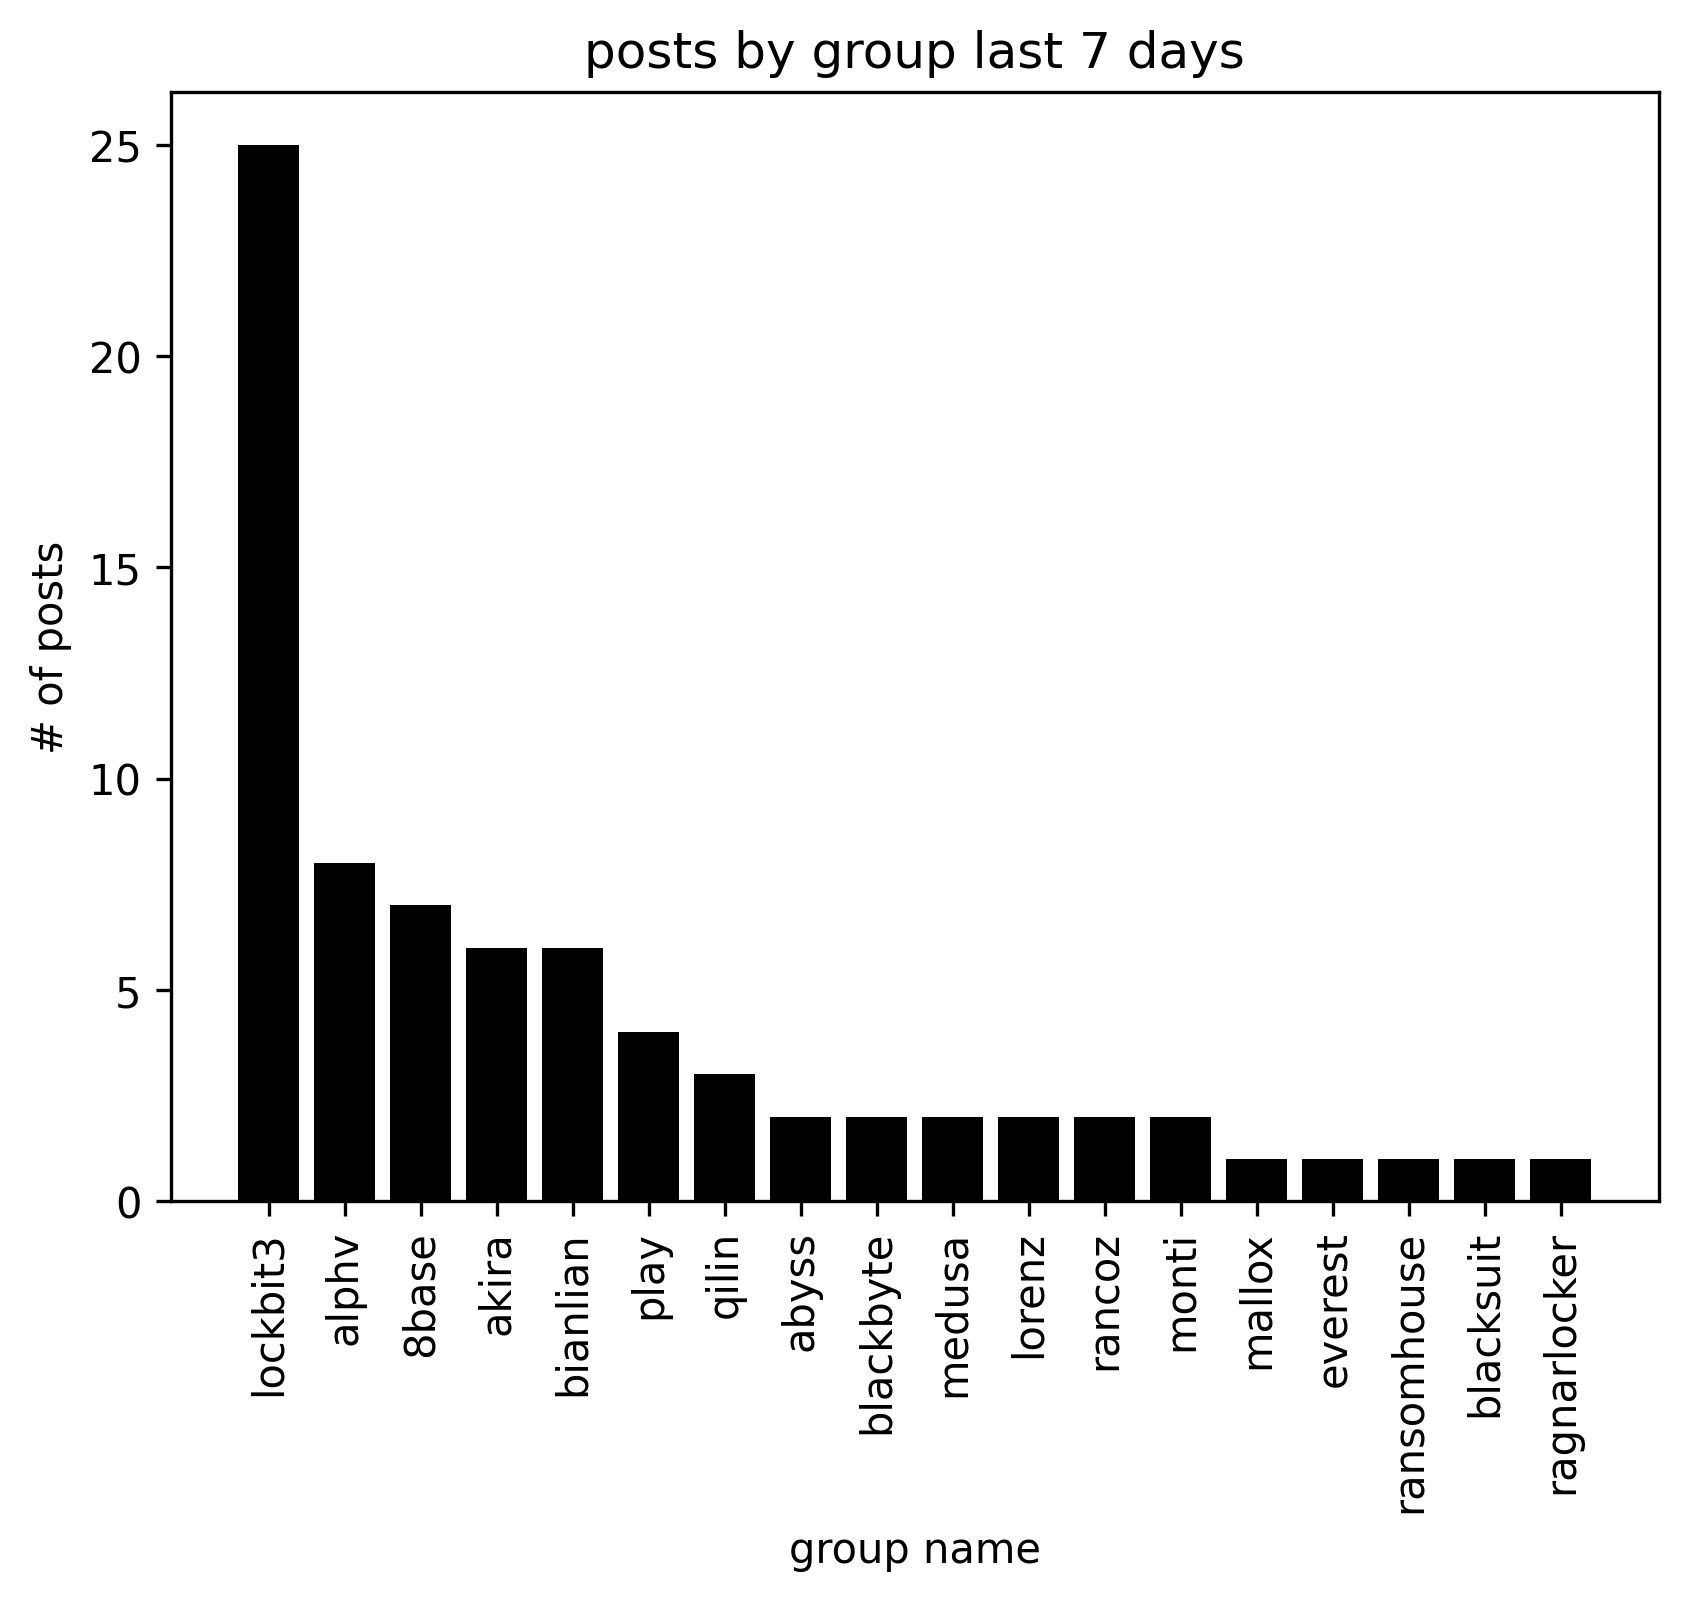 posts by group last 7 days
# of posts
25
20
15
10
5
0
lockbit3
alphv
8base
akira
bianlian
play
qilin
abyss
blackbyte
medusa
lorenz
rancoz
monti
mallox
everest
ransomhouse
blacksuit
ragnarlocker
group name